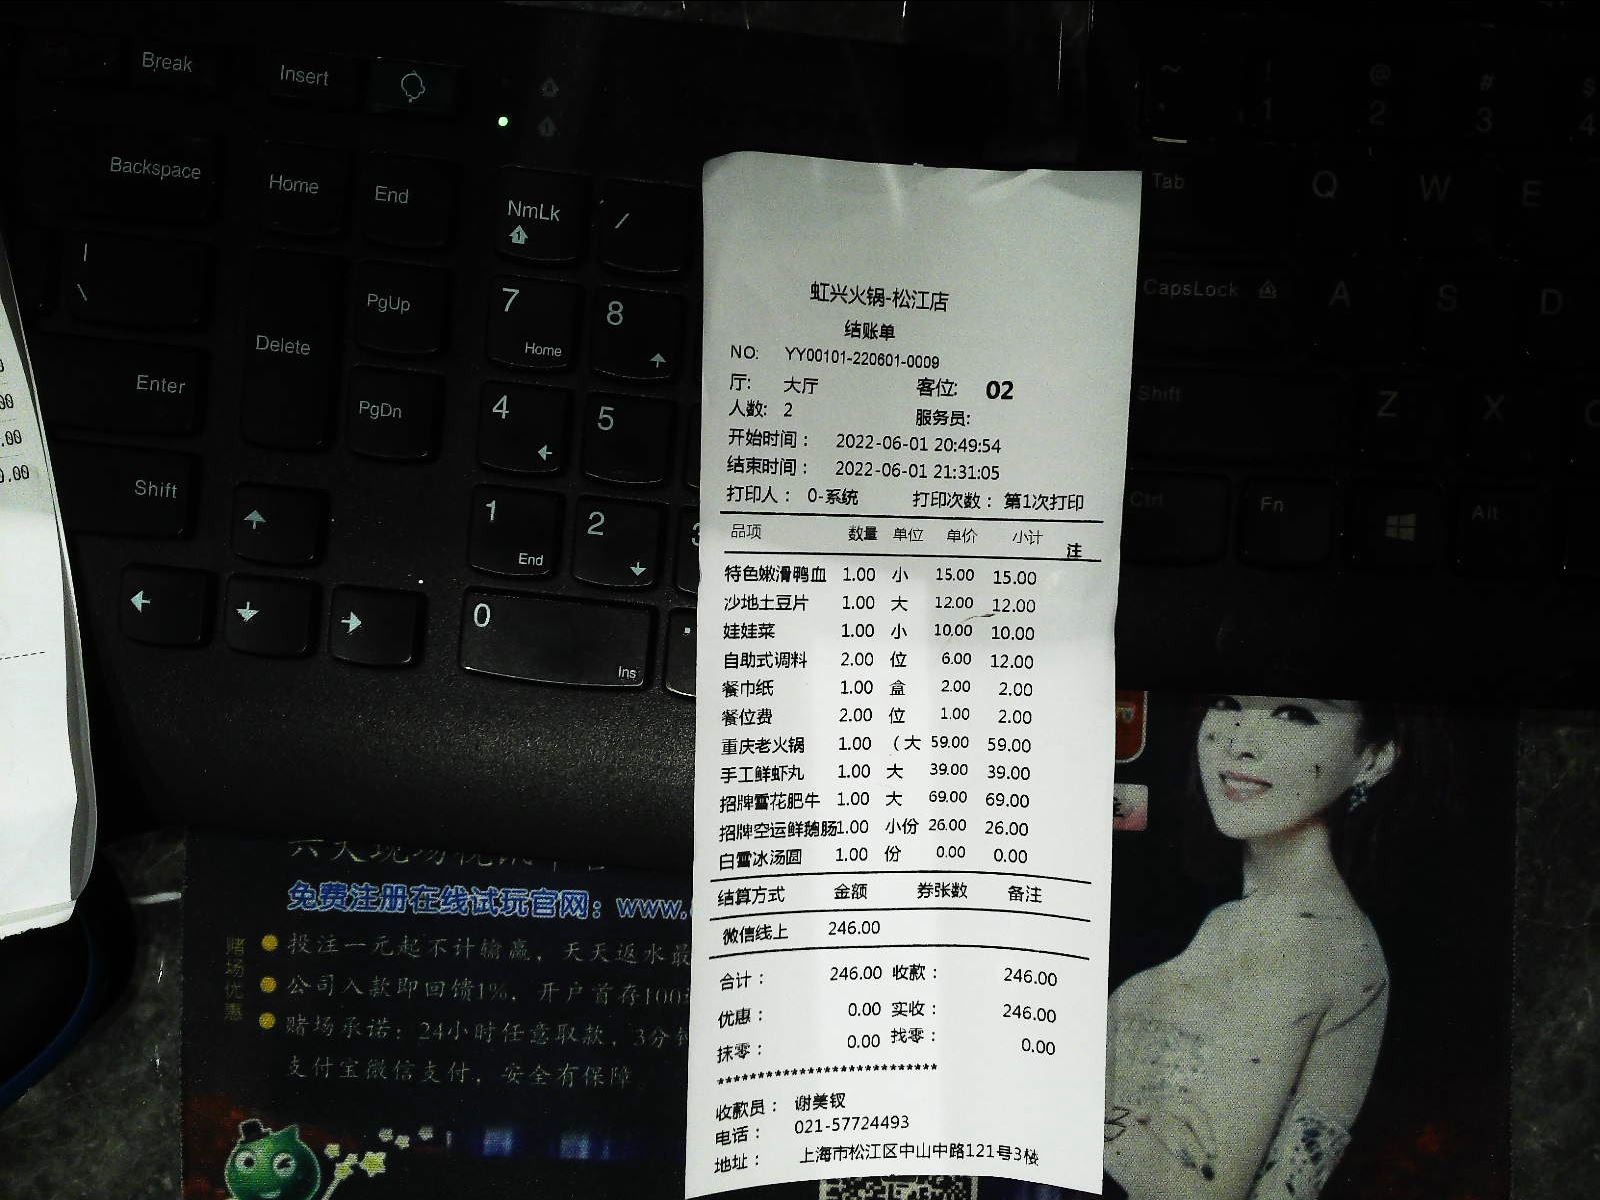 Break
Insert
Backspace
Home
End
NmLk
/
|
\
PgUp
7
Home
8
Delete
Enter
PgDn
4
5
Shift
1
End
2
3
0
Ins
.
~
!
1
@
2
#
3
$
4
Tab
Q
W
E
CapsLock
A
S
D
Shift
Z
X
Ctrl
Fn
Alt
00
.00
0.00
虹兴火锅-松江店
结账单
NO: YY00101-220601-0009
厅: 大厅 客位: 02
人数: 2 服务员:
开始时间： 2022-06-01 20:49:54
结束时间： 2022-06-01 21:31:05
打印人： 0-系统 打印次数： 第1次打印
品项 数量 单位 单价 小计 注
特色嫩滑鸭血 1.00 小 15.00 15.00
沙地土豆片 1.00 大 12.00 12.00
娃娃菜 1.00 小 10.00 10.00
自助式调料 2.00 位 6.00 12.00
餐巾纸 1.00 盒 2.00 2.00
餐位费 2.00 位 1.00 2.00
重庆老火锅 1.00 （大 59.00 59.00
手工鲜虾丸 1.00 大 39.00 39.00
招牌雪花肥牛 1.00 大 69.00 69.00
招牌空运鲜鹅肠1.00 小份 26.00 26.00
白雪冰汤圆 1.00 份 0.00 0.00
结算方式 金额 券张数 备注
微信线上 246.00
合计： 246.00 收款： 246.00
优惠： 0.00 实收： 246.00
抹零： 0.00 找零： 0.00
****************************
收款员： 谢美钗
电话： 021-57724493
地址： 上海市松江区中山中路121号3楼
免费注册在线试玩官网：www.
赌场优惠
投注一元起不计输赢，天天返水最
公司入款即回馈1%，开户首存100
赌场承诺：24小时任意取款，3分钟
支付宝微信支付，安全有保障